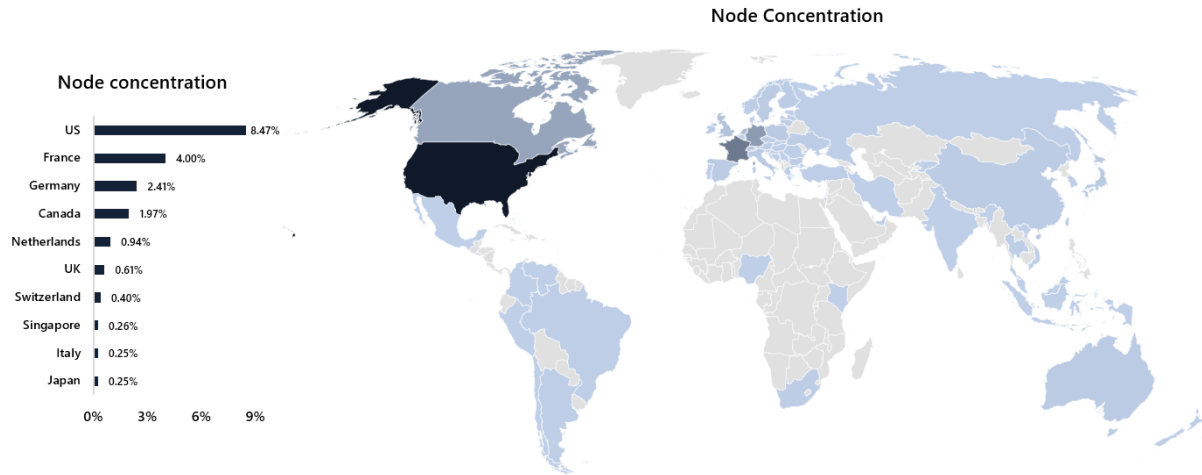 Node Concentration
Node concentration
US 8.47%
France 4.00%
Germany 2.41%
Canada 1.97%
Netherlands 0.94%
UK 0.61%
Switzerland 0.40%
Singapore 0.26%
Italy 0.25%
Japan 0.25%
0% 3% 6% 9%